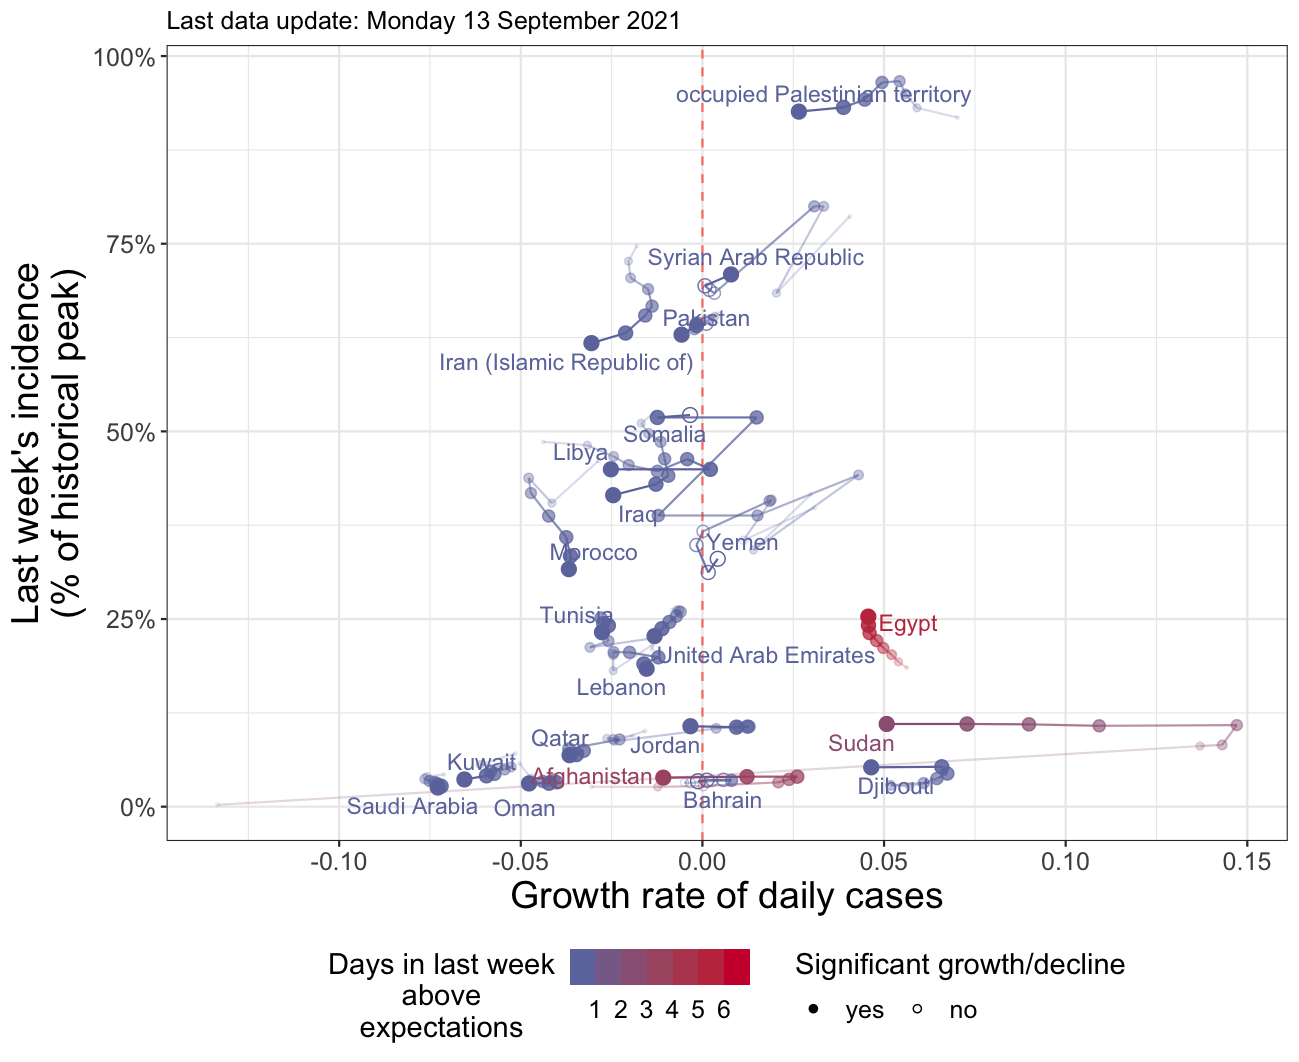 Last data update: Monday 13 September 2021
100%
75%
50%
25%
0%
Last week's incidence
(% of historical peak)
occupied Palestinian territory
Syrian Arab Republic
Pakistan
Iran (Islamic Republic of)
Somalia
Libya
Iraq
Yemen
Morocco
Tunisia
Egypt
United Arab Emirates
Lebanon
Qatar
Jordan
Sudan
Kuwait
Afghanistan
Djibouti
Saudi Arabia
Oman
Bahrain
-0.10
-0.05
0.00
0.05
0.10
0.15
Growth rate of daily cases
Days in last week
above
expectations
1 2 3 4 5 6
Significant growth/decline
yes
no